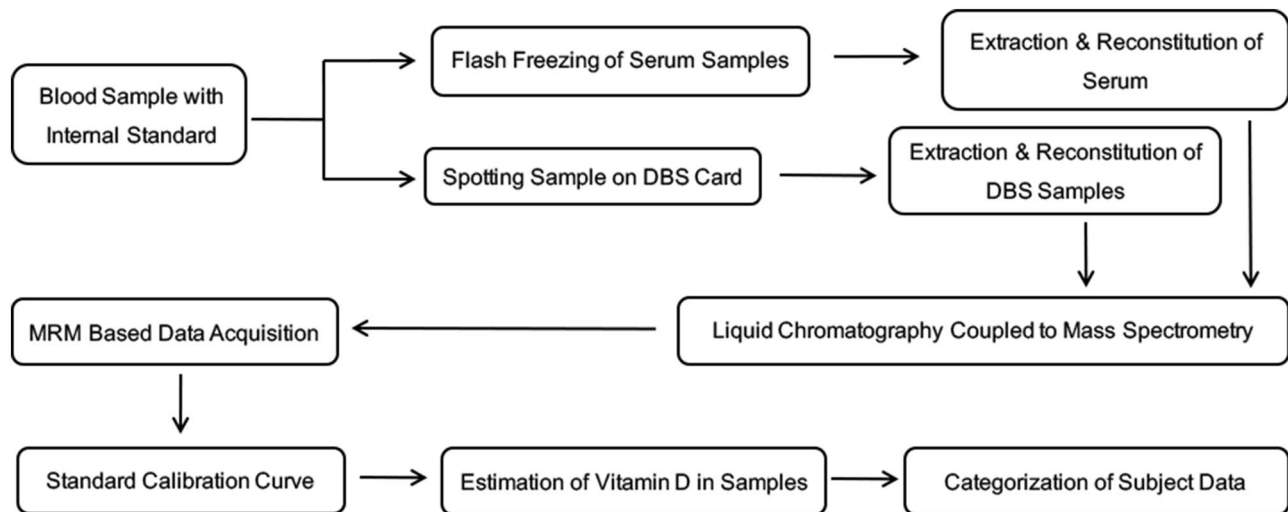 Blood Sample with
Internal Standard
Flash Freezing of Serum Samples
Extraction & Reconstitution of
Serum
Spotting Sample on DBS Card
Extraction & Reconstitution of
DBS Samples
Liquid Chromatography Coupled to Mass Spectrometry
MRM Based Data Acquisition
Standard Calibration Curve
Estimation of Vitamin D in Samples
Categorization of Subject Data